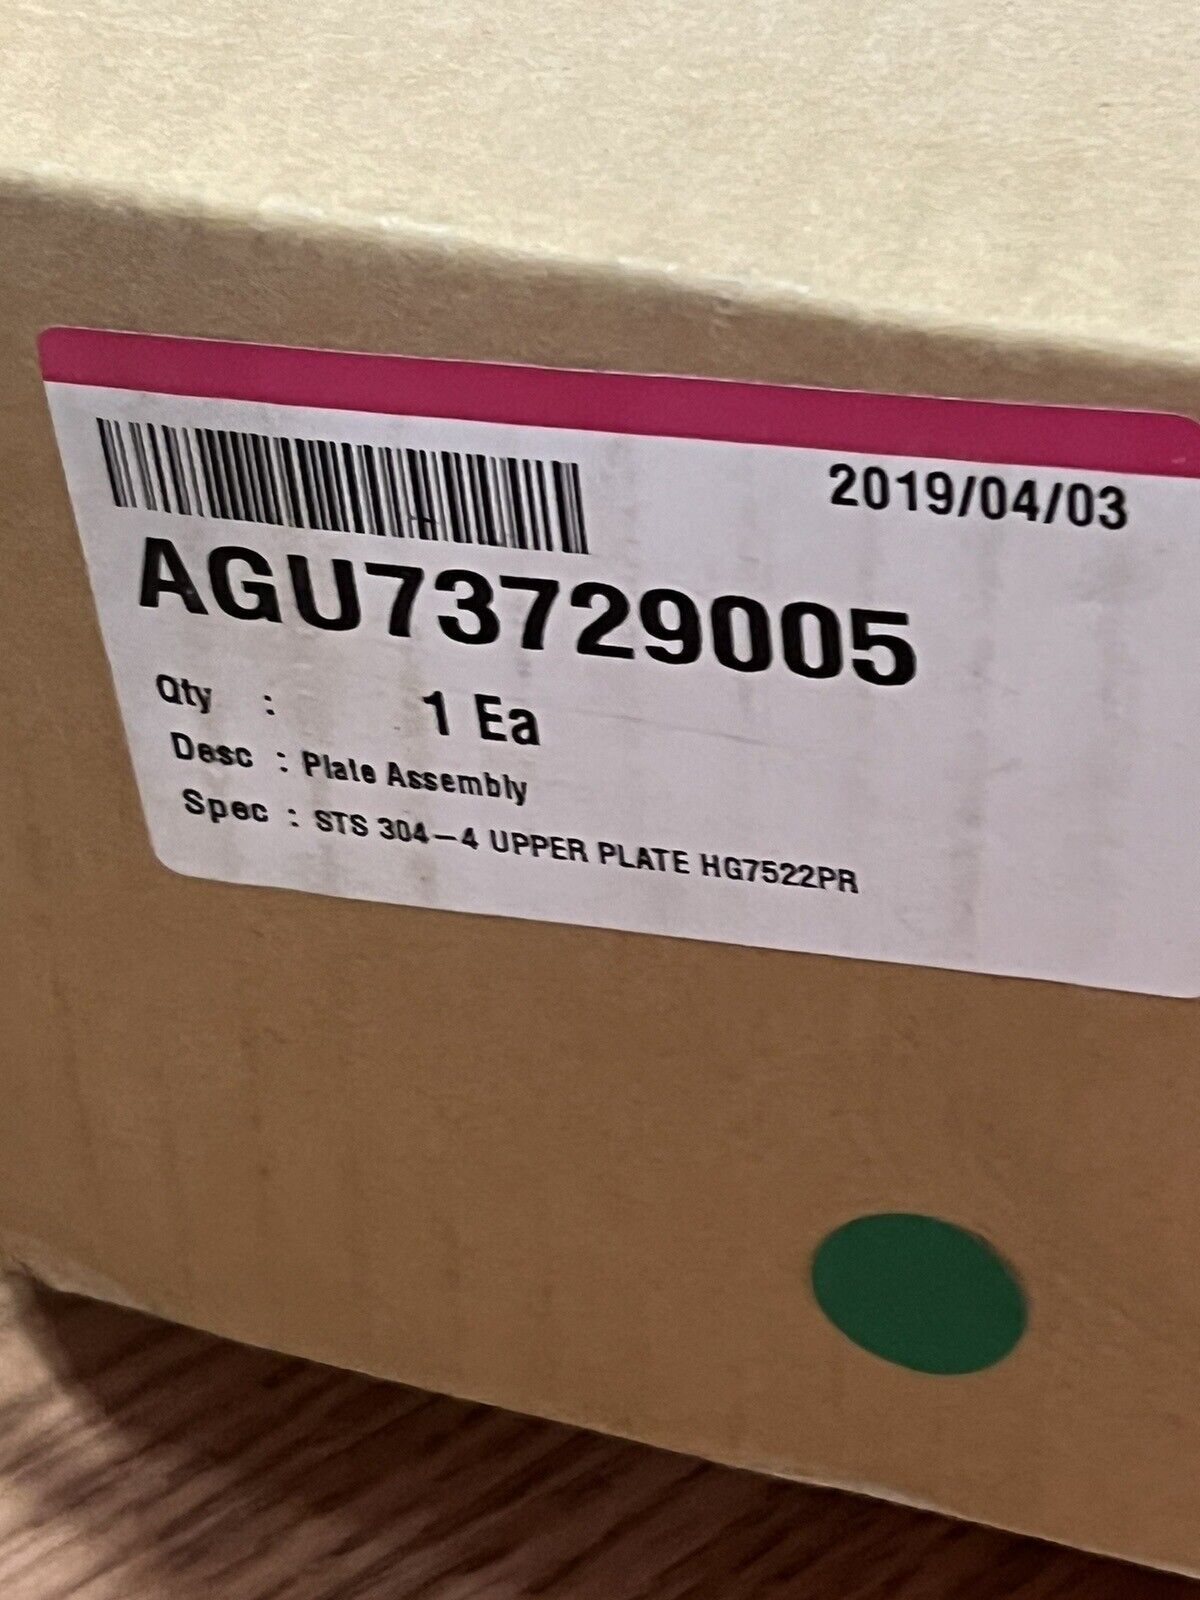 2019/04/03
AGU73729005
Qty : 1 Ea
Desc : Plate Assembly
Spec : STS 304-4 UPPER PLATE HG7522PR